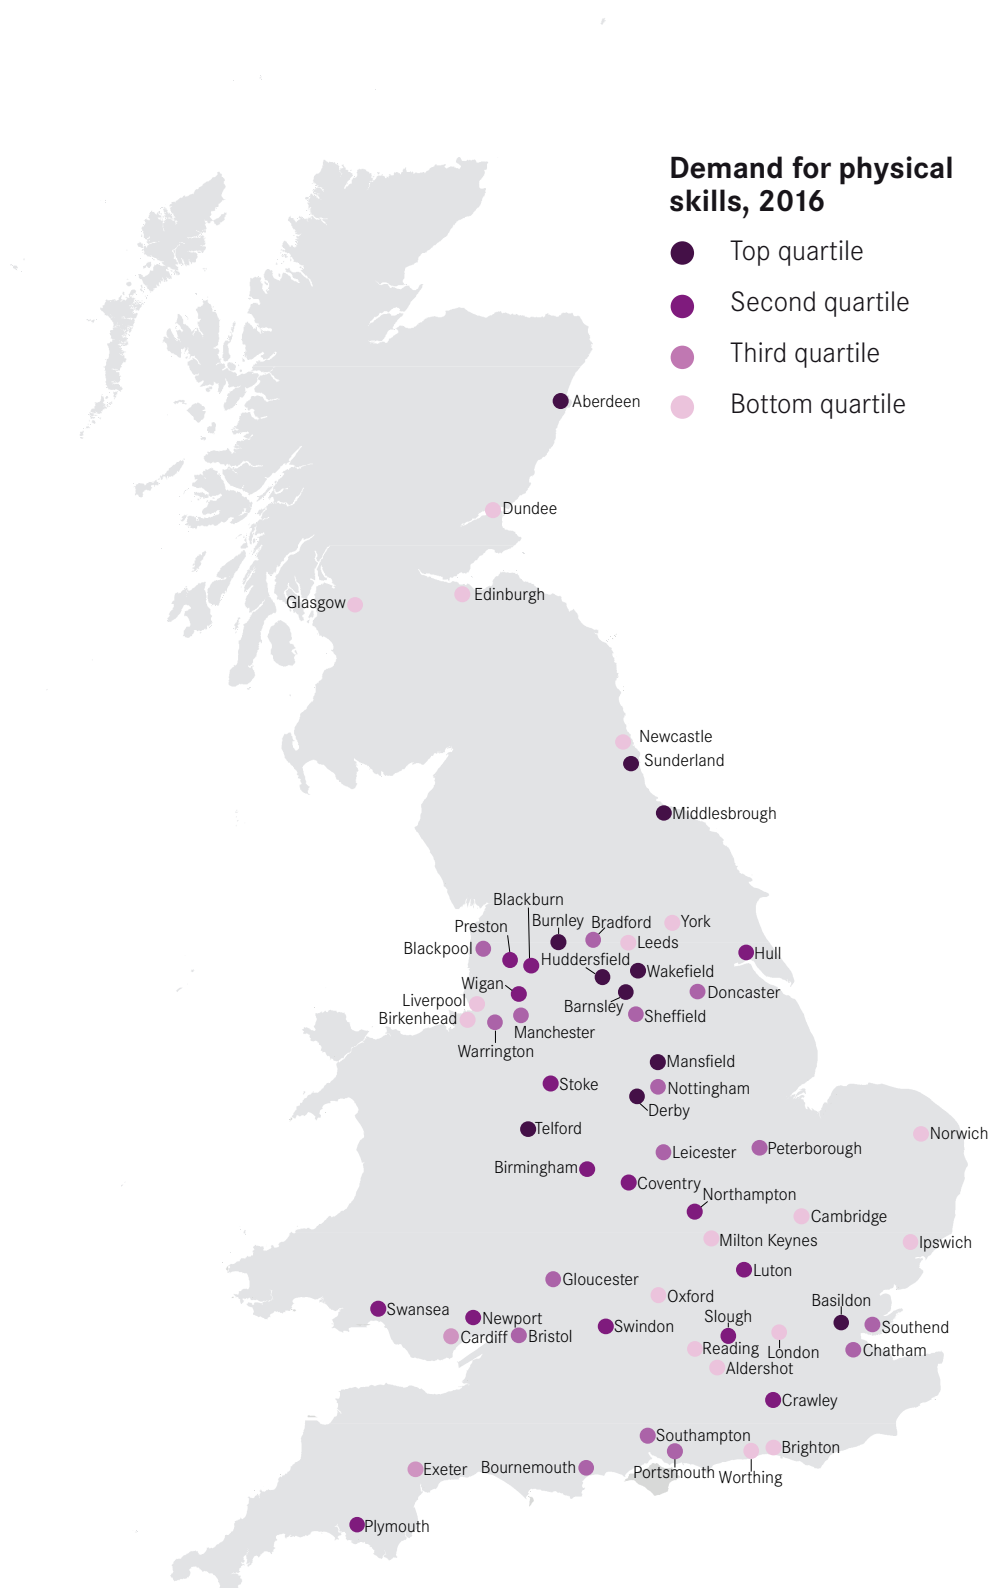 Demand for physical
skills, 2016
Top quartile
Second quartile
Third quartile
Bottom quartile
Aberdeen
Dundee
Edinburgh
Glasgow
Newcastle
Sunderland
Middlesbrough
Blackburn
Burnley
Bradford
York
Preston
Blackpool
Leeds
Hull
Huddersfield
Wakefield
Wigan
Doncaster
Liverpool
Barnsley
Birkenhead
Sheffield
Manchester
Warrington
Mansfield
Stoke
Nottingham
Derby
Telford
Norwich
Leicester
Peterborough
Birmingham
Coventry
Northampton
Cambridge
Milton Keynes
Ipswich
Luton
Gloucester
Oxford
Basildon
Swansea
Newport
Slough
Swindon
Southend
Cardiff
Bristol
Reading
London
Chatham
Aldershot
Crawley
Southampton
Brighton
Exeter
Bournemouth
Portsmouth
Worthing
Plymouth